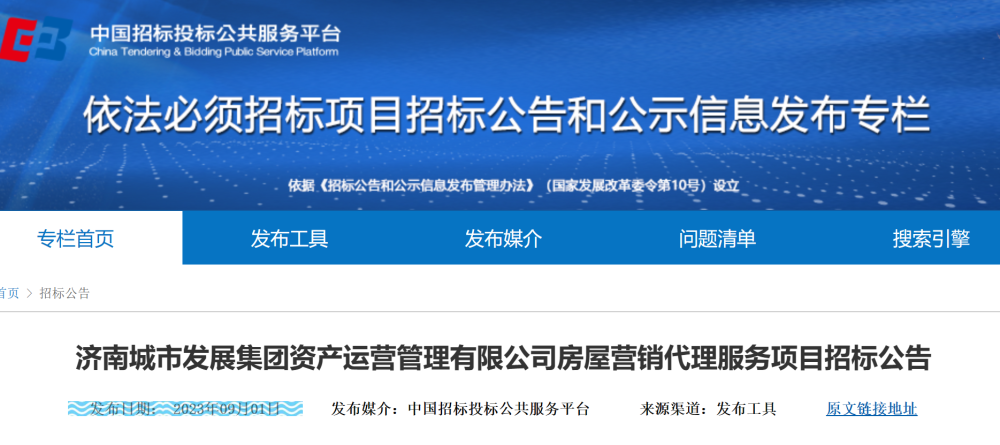 中国招标投标公共服务平台
China Tendering & Bidding Public Service Platform
依法必须招标项目招标公告和公示信息发布专栏
依据《招标公告和公示信息发布管理办法》（国家发展改革委令第10号）设立
专栏首页 发布工具 发布媒介 问题清单 搜索引擎
首页 > 招标公告
济南城市发展集团资产运营管理有限公司房屋营销代理服务项目招标公告
发布日期： 2023年09月01日 发布媒介：中国招标投标公共服务平台 来源渠道：发布工具 原文链接地址